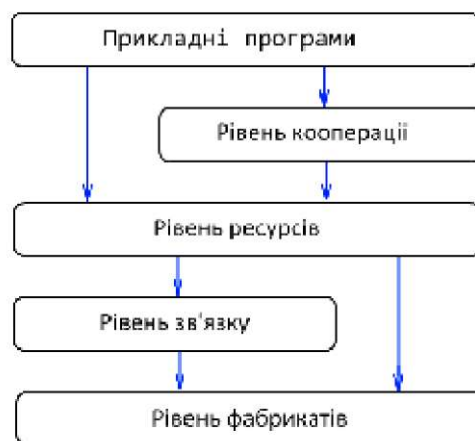 Прикладні програми
Рівень кооперації
Рівень ресурсів
Рівень зв'язку
Рівень фабрикатів